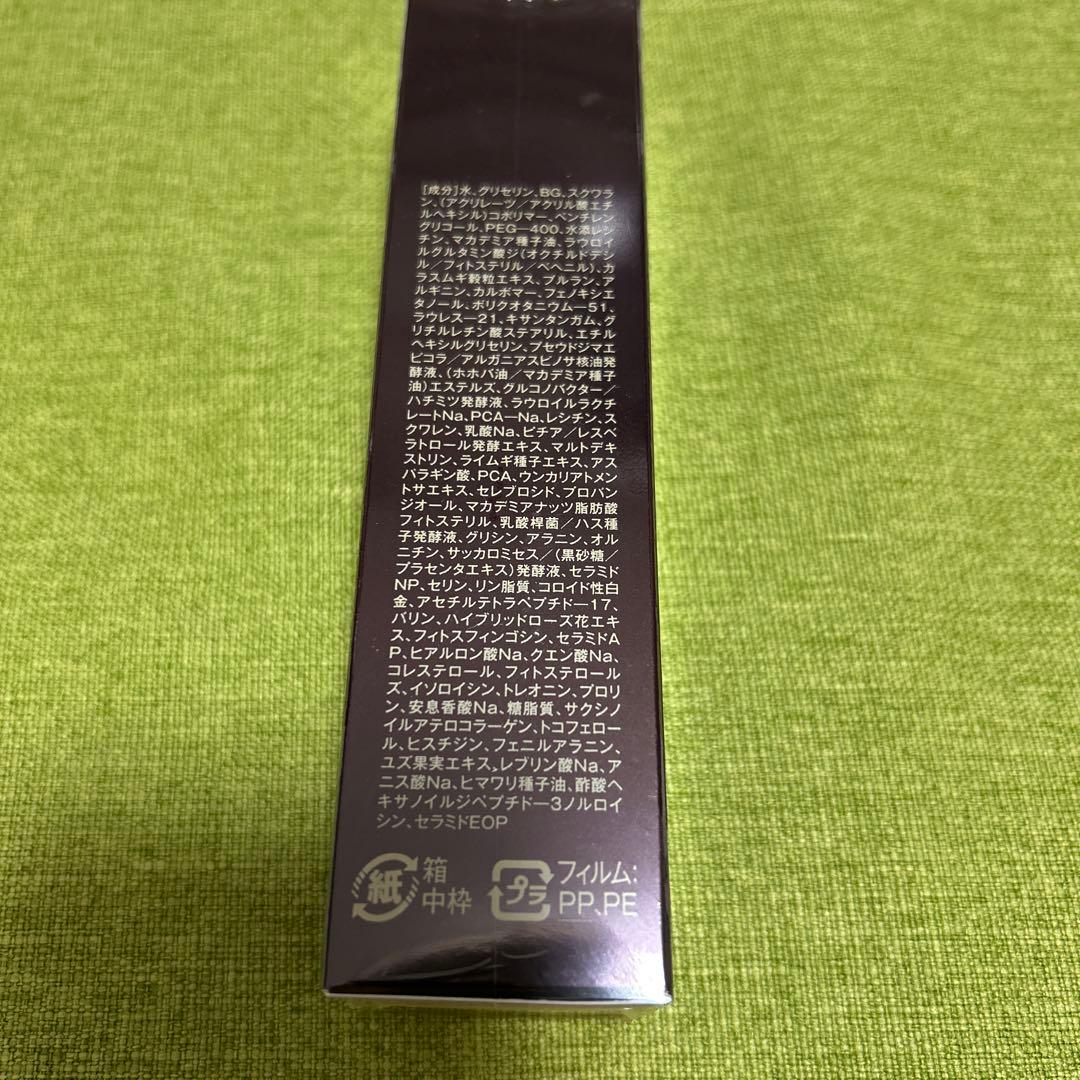 [成分]水、グリセリン、BG、スクワラ
ン、(アクリレーツ/アクリル酸エチ
ルヘキシル)コポリマー、ペンチレン
グリコール、PEG-400、水添レシ
チン、マカデミア種子油、ラウロイ
ルグルタミン酸ジ(オクチルドデシ
ル/フィトステリル/ベヘニル)、カ
ラスムギ穀粒エキス、プルラン、ア
ルギニン、カルボマー、フェノキシエ
タノール、ポリクオタニウム-51、
ラウレス-21、キサンタンガム、グ
リチルレチン酸ステアリル、エチル
ヘキシルグリセリン、プセウドジマエ
ピコラ/アルガニアスピノサ核油発
酵液、(ホホバ油/マカデミア種子
油)エステルズ、グルコノバクター/
ハチミツ発酵液、ラウロイルラクチ
レートNa、PCA-Na、レシチン、ス
クワレン、乳酸Na、ピチア/レスベ
ラトロール発酵エキス、マルトデキ
ストリン、ライムギ種子エキス、アス
パラギン酸、PCA、ウンカリアトメン
トサエキス、セレブロシド、プロパン
ジオール、マカデミアナッツ脂肪酸
フィトステリル、乳酸桿菌/ハス種
子発酵液、グリシン、アラニン、オル
ニチン、サッカロミセス/(黒砂糖/
プラセンタエキス)発酵液、セラミド
NP、セリン、リン脂質、コロイド性白
金、アセチルテトラペプチド-17、
バリン、ハイブリッドローズ花エキ
ス、フィトスフィンゴシン、セラミドA
P、ヒアルロン酸Na、クエン酸Na、
コレステロール、フィトステロール
ズ、イソロイシン、トレオニン、プロリ
ン、安息香酸Na、糖脂質、サクシノ
イルアテロコラーゲン、トコフェロー
ル、ヒスチジン、フェニルアラニン、
ユズ果実エキス、レブリン酸Na、ア
ニス酸Na、ヒマワリ種子油、酢酸ヘ
キサノイルジペプチド-3ノルロイ
シン、セラミドEOP
紙 箱 中枠 プラ フィルム: PP、PE